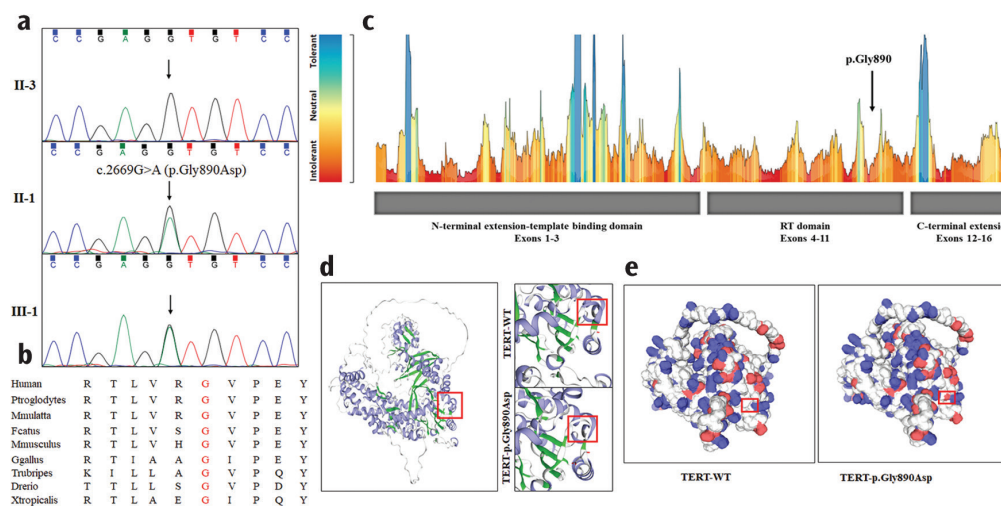 a
C C G A G G T G T C C
II-3
C C G A G G T G T C C
c.2669G>A (p.Gly890Asp)
II-1
C C G A G G T G T C C
III-1
b
Human R T L V R G V P E Y
Ptroglodytes R T L V R G V P E Y
Mmulatta R T L V R G V P E Y
Fcatus R T L V S G V P E Y
Mmusculus R T L V H G V P E Y
Ggallus R T I A A G I P E Y
Trubripes K I L L A G V P Q Y
Drerio T T L L S G V P D Y
Xtropicalis R T L A E G I P Q Y
c
Tolerant
Neutral
Intolerant
p.Gly890
N-terminal extension-template binding domain
Exons 1-3
RT domain
Exons 4-11
C-terminal extensio
Exons 12-16
d
TERT-WT
TERT-p.Gly890Asp
e
TERT-WT
TERT-p.Gly890Asp